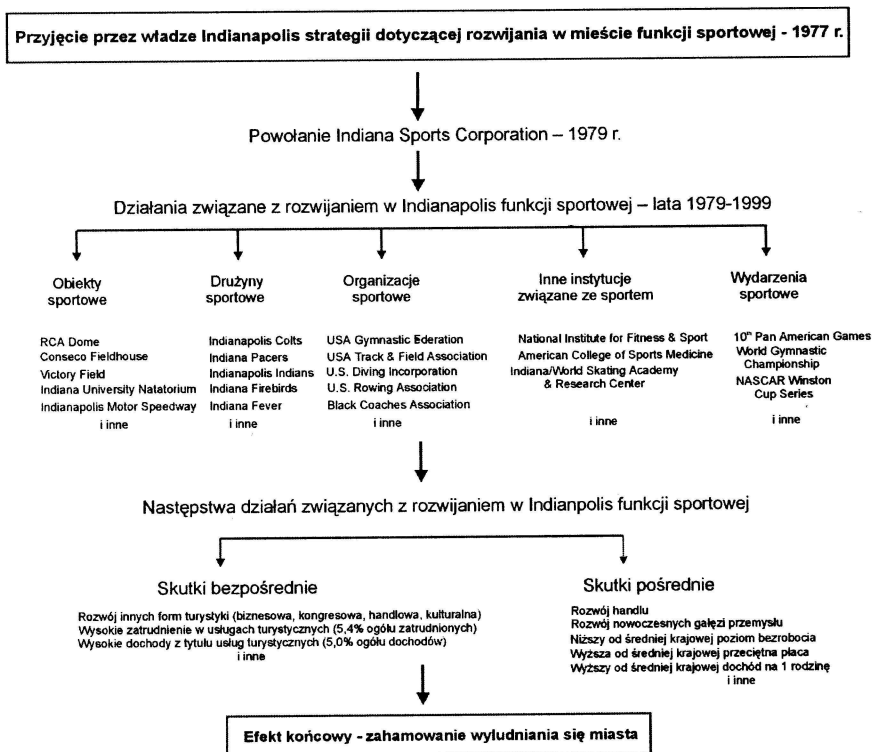 Przyjęcie przez władze Indianapolis strategii dotyczącej rozwijania w mieście funkcji sportowej - 1977 r.
Powołanie Indiana Sports Corporation – 1979 r.
Działania związane z rozwijaniem w Indianapolis funkcji sportowej – lata 1979-1999
Obiekty
sportowe
RCA Dome
Conseco Fieldhouse
Victory Field
Indiana University Natatorium
Indianapolis Motor Speedway
i inne
Drużyny
sportowe
Indianapolis Colts
Indiana Pacers
Indianapolis Indians
Indiana Firebirds
Indiana Fever
i inne
Organizacje
sportowe
USA Gymnastic Ederation
USA Track & Field Association
U.S. Diving Incorporation
U.S. Rowing Association
Black Coaches Association
i inne
Inne instytucje
związane ze sportem
National Institute for Fitness & Sport
American College of Sports Medicine
Indiana/World Skating Academy
& Research Center
i inne
Wydarzenia
sportowe
10th Pan American Games
World Gymnastic
Championship
NASCAR Winston
Cup Series
i inne
Następstwa działań związanych z rozwijaniem w Indianpolis funkcji sportowej
Skutki bezpośrednie
Rozwój innych form turystyki (biznesowa, kongresowa, handlowa, kulturalna)
Wysokie zatrudnienie w usługach turystycznych (5,4% ogółu zatrudnionych)
Wysokie dochody z tytułu usług turystycznych (5,0% ogółu dochodów)
i inne
Skutki pośrednie
Rozwój handlu
Rozwój nowoczesnych gałęzi przemysłu
Niższy od średniej krajowej poziom bezrobocia
Wyższa od średniej krajowej przeciętna płaca
Wyższy od średniej krajowej dochód na 1 rodzinę
i inne
Efekt końcowy - zahamowanie wyludniania się miasta